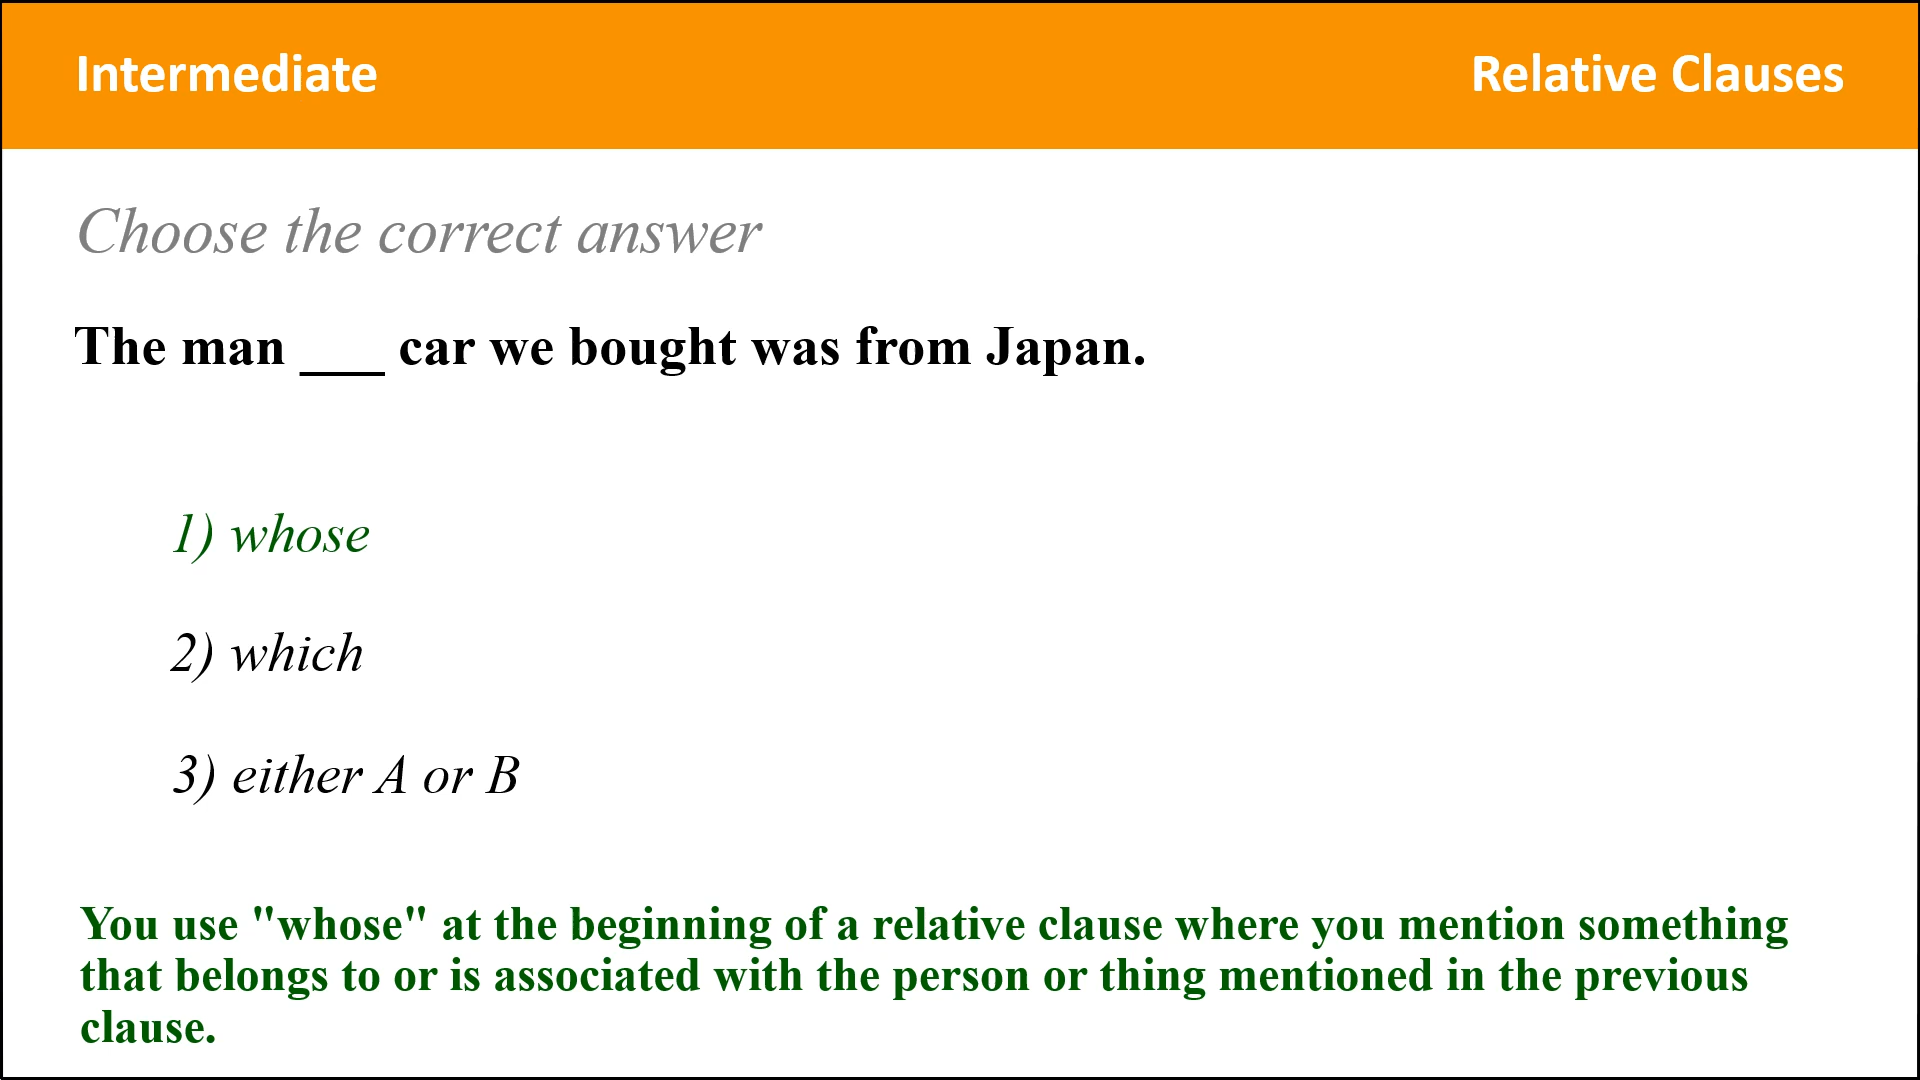 Intermediate
Relative Clauses
Choose the correct answer
The man ___ car we bought was from Japan.
1) whose
2) which
3) either A or B
You use "whose" at the beginning of a relative clause where you mention something
that belongs to or is associated with the person or thing mentioned in the previous
clause.